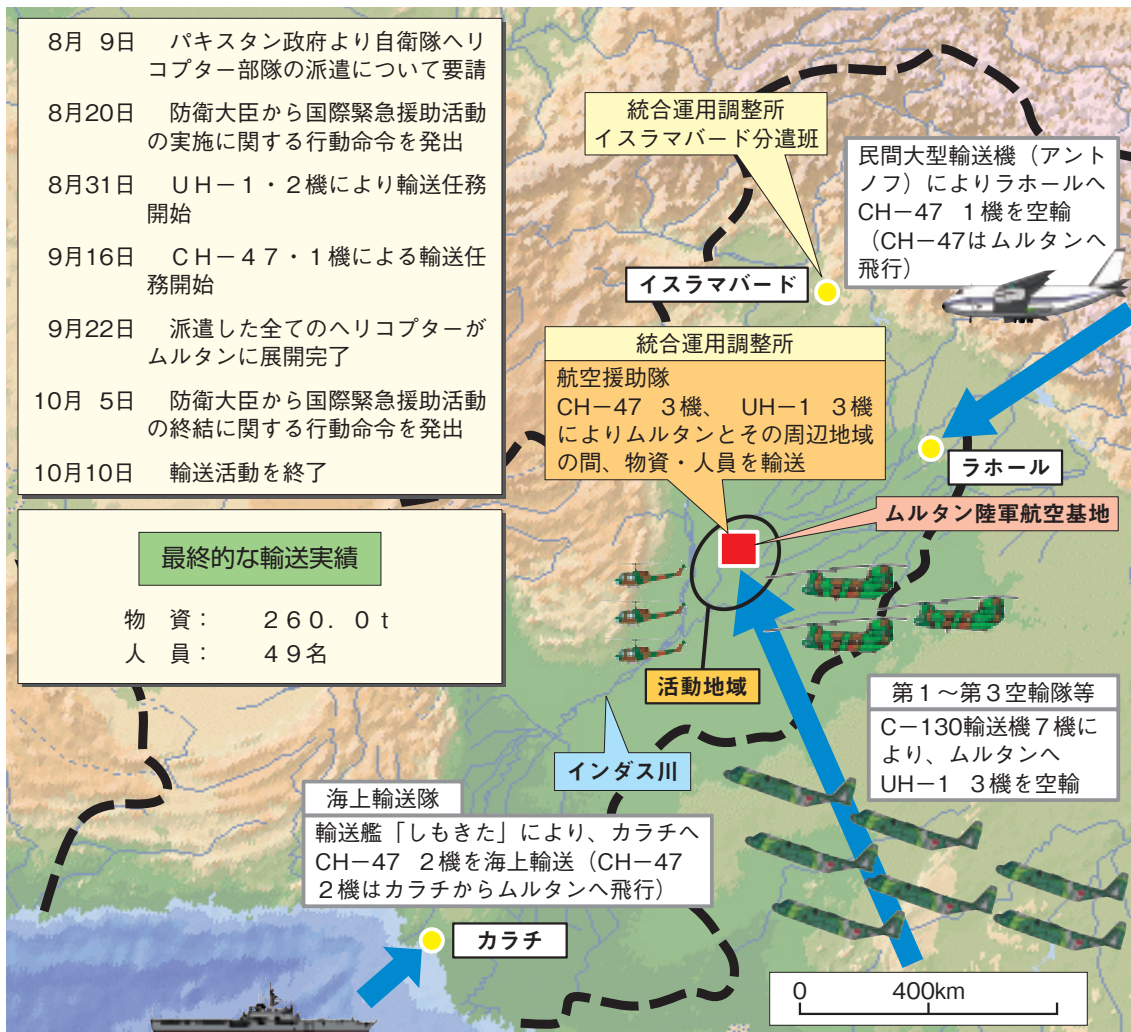 8月 9日 パキスタン政府より自衛隊ヘリ
コプター部隊の派遣について要請
8月20日 防衛大臣から国際緊急援助活動
の実施に関する行動命令を発出
8月31日 UH－1・2機により輸送任務
開始
9月16日 CH－47・1機による輸送任
務開始
9月22日 派遣した全てのヘリコプターが
ムルタンに展開完了
10月 5日 防衛大臣から国際緊急援助活動
の終結に関する行動命令を発出
10月10日 輸送活動を終了
最終的な輸送実績
物 資： 260．0t
人 員： 49名
統合運用調整所
イスラマバード分遣班
民間大型輸送機（アント
ノフ）によりラホールへ
CH－47 1機を空輸
（CH－47はムルタンへ
飛行）
イスラマバード
統合運用調整所
航空援助隊
CH－47 3機、 UH－1 3機
によりムルタンとその周辺地域
の間、物資・人員を輸送
ラホール
ムルタン陸軍航空基地
活動地域
インダス川
第1～第3空輸隊等
C－130輸送機7機に
より、ムルタンへ
UH－1 3機を空輸
海上輸送隊
輸送艦「しもきた」により、カラチへ
CH－47 2機を海上輸送（CH－47
2機はカラチからムルタンへ飛行）
カラチ
0 400km